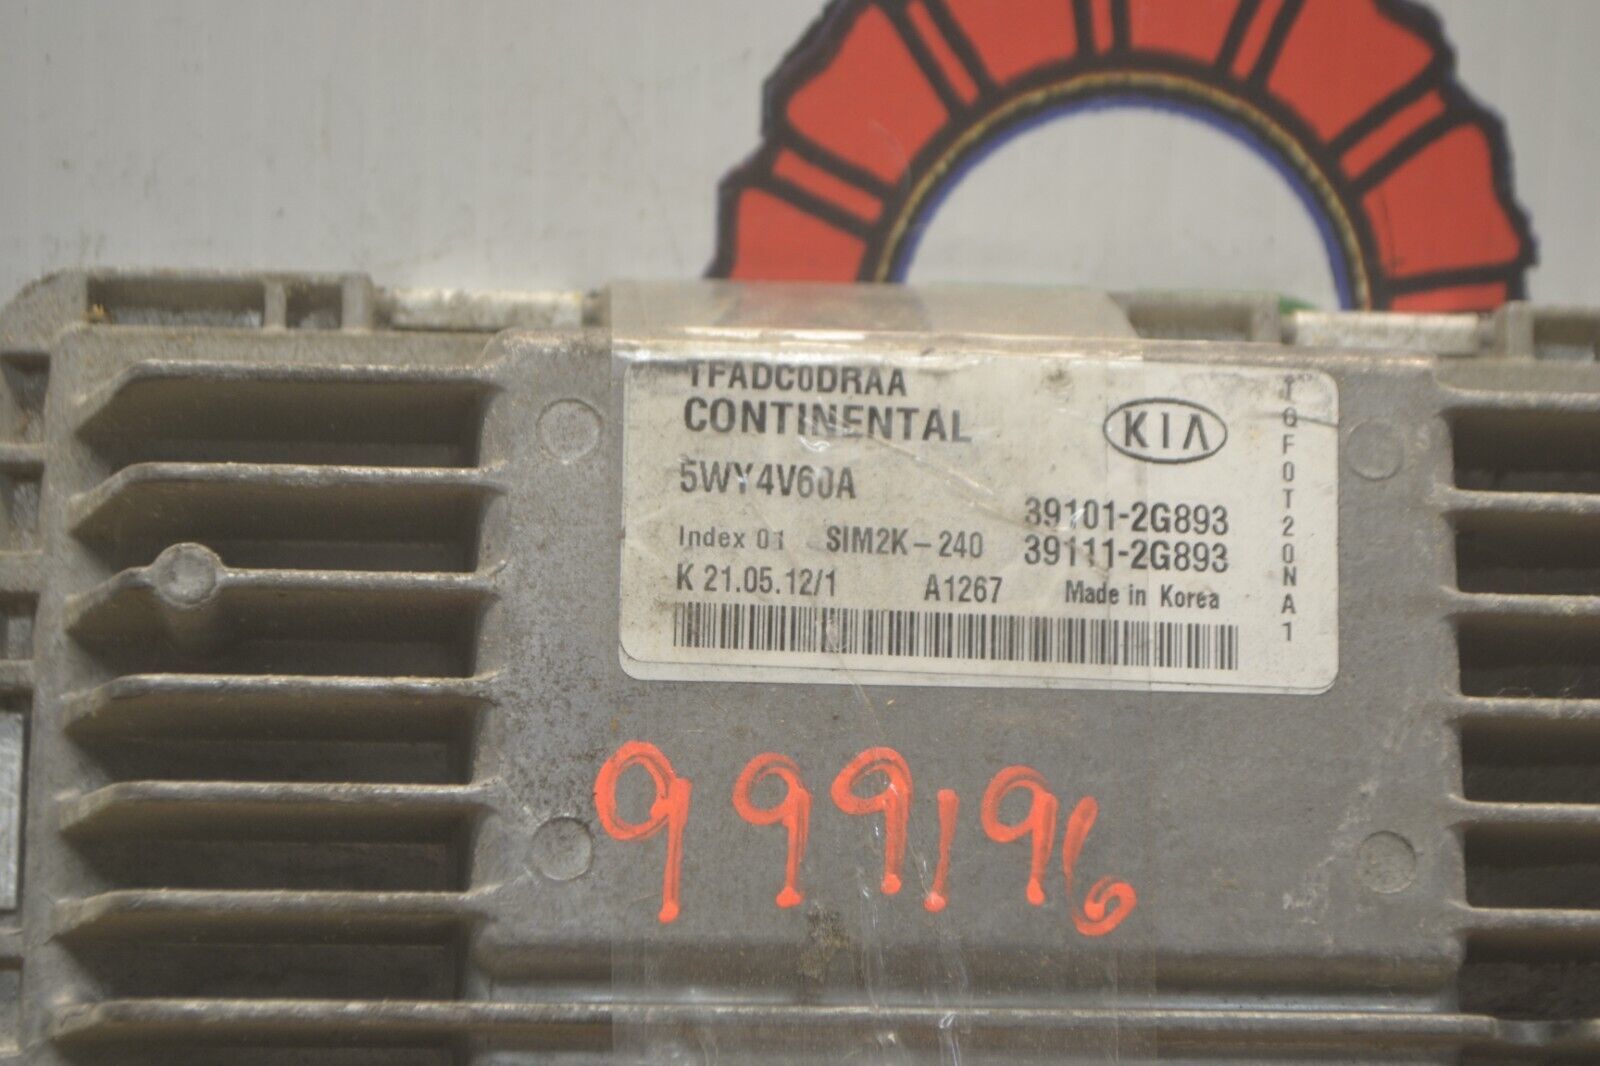 TFADC0DRAA
CONTINENTAL
KIA
5WY4V60A
39101-2G893
Index 01 SIM2K-240 39111-2G893
K 21.05.12/1 A1267 Made in Korea
TQF0T20NA1
999196